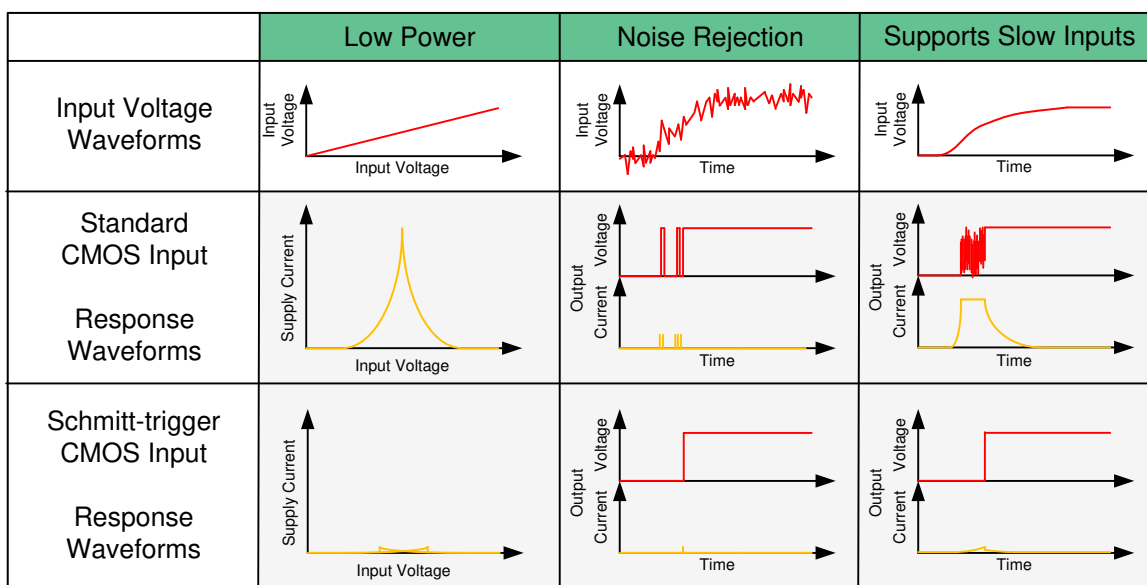 Low Power
Noise Rejection
Supports Slow Inputs
Input Voltage
Waveforms
Input
Voltage
Input Voltage
Input
Voltage
Time
Input
Voltage
Time
Standard
CMOS Input
Response
Waveforms
Supply Current
Input Voltage
Output
Voltage
Current
Time
Output
Voltage
Current
Time
Schmitt-trigger
CMOS Input
Response
Waveforms
Supply Current
Input Voltage
Output
Voltage
Current
Time
Output
Voltage
Current
Time